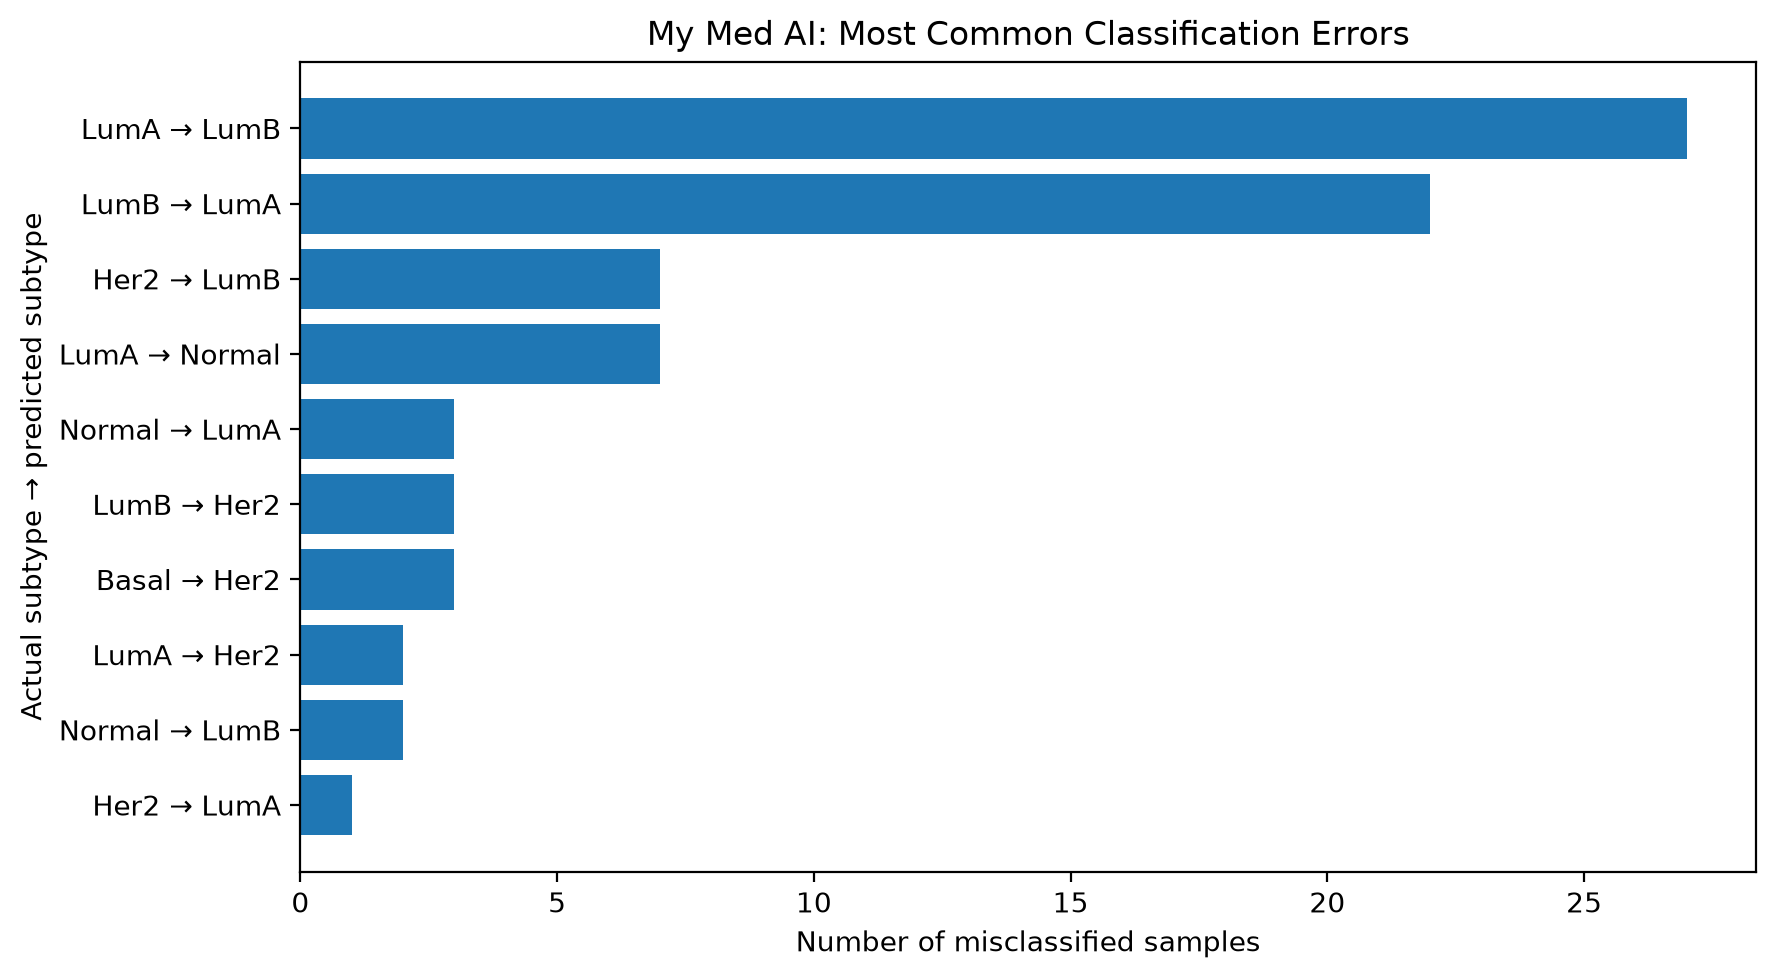 My Med AI: Most Common Classification Errors
Actual subtype → predicted subtype
LumA → LumB
LumB → LumA
Her2 → LumB
LumA → Normal
Normal → LumA
LumB → Her2
Basal → Her2
LumA → Her2
Normal → LumB
Her2 → LumA
0 5 10 15 20 25
Number of misclassified samples